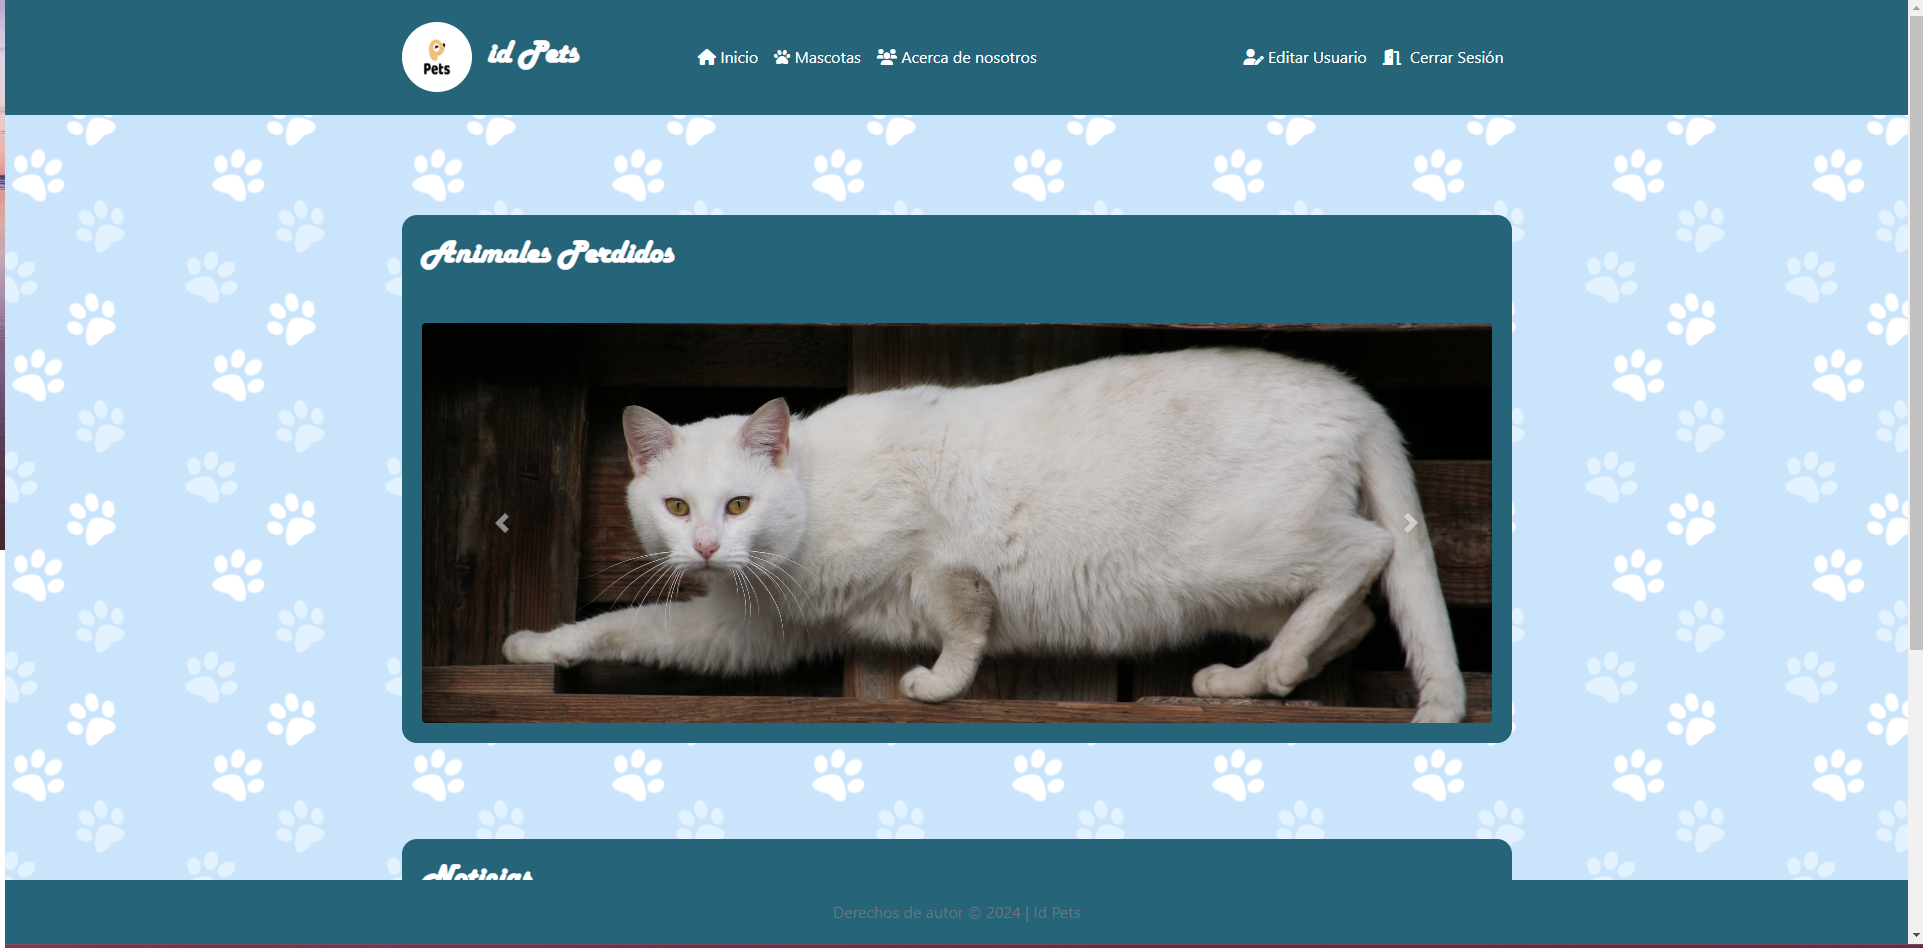 Pets
id Pets
Inicio
Mascotas
Acerca de nosotros
Editar Usuario
Cerrar Sesión
Animales Perdidos
Noticias
Derechos de autor © 2024 | Id Pets